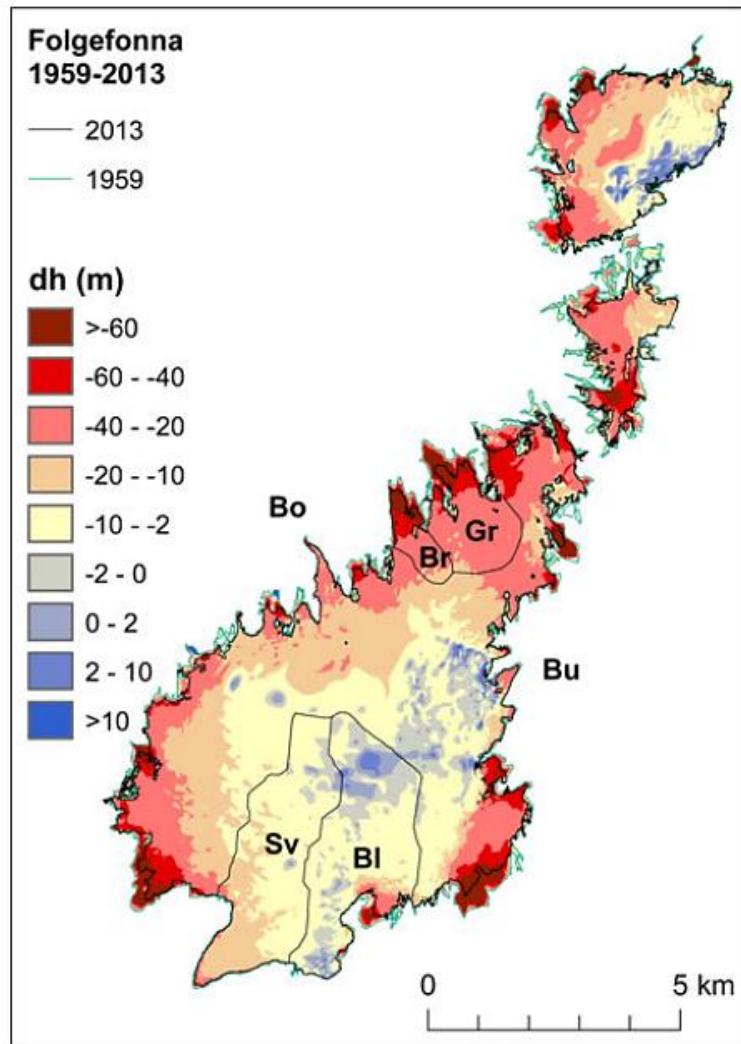 Folgefonna
1959-2013
2013
1959
dh (m)
>-60
-60 - -40
-40 - -20
-20 - -10
-10 - -2
-2 - 0
0 - 2
2 - 10
>10
Bo
Gr
Br
Bu
Sv
Bl
0
5 km